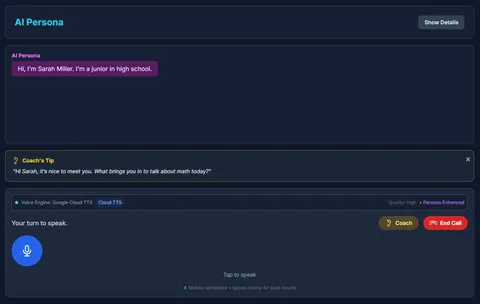 AI Persona
Show Details
AI Persona
Hi, I'm Sarah Miller. I'm a junior in high school.
Coach's Tip
"Hi Sarah, it's nice to meet you. What brings you in to talk about math today?"
Voice Engine: Google Cloud TTS Cloud TTS
Quality: high • Persona Enhanced
Your turn to speak.
Coach
End Call
Tap to speak
Mobile optimized • Speak clearly for best results